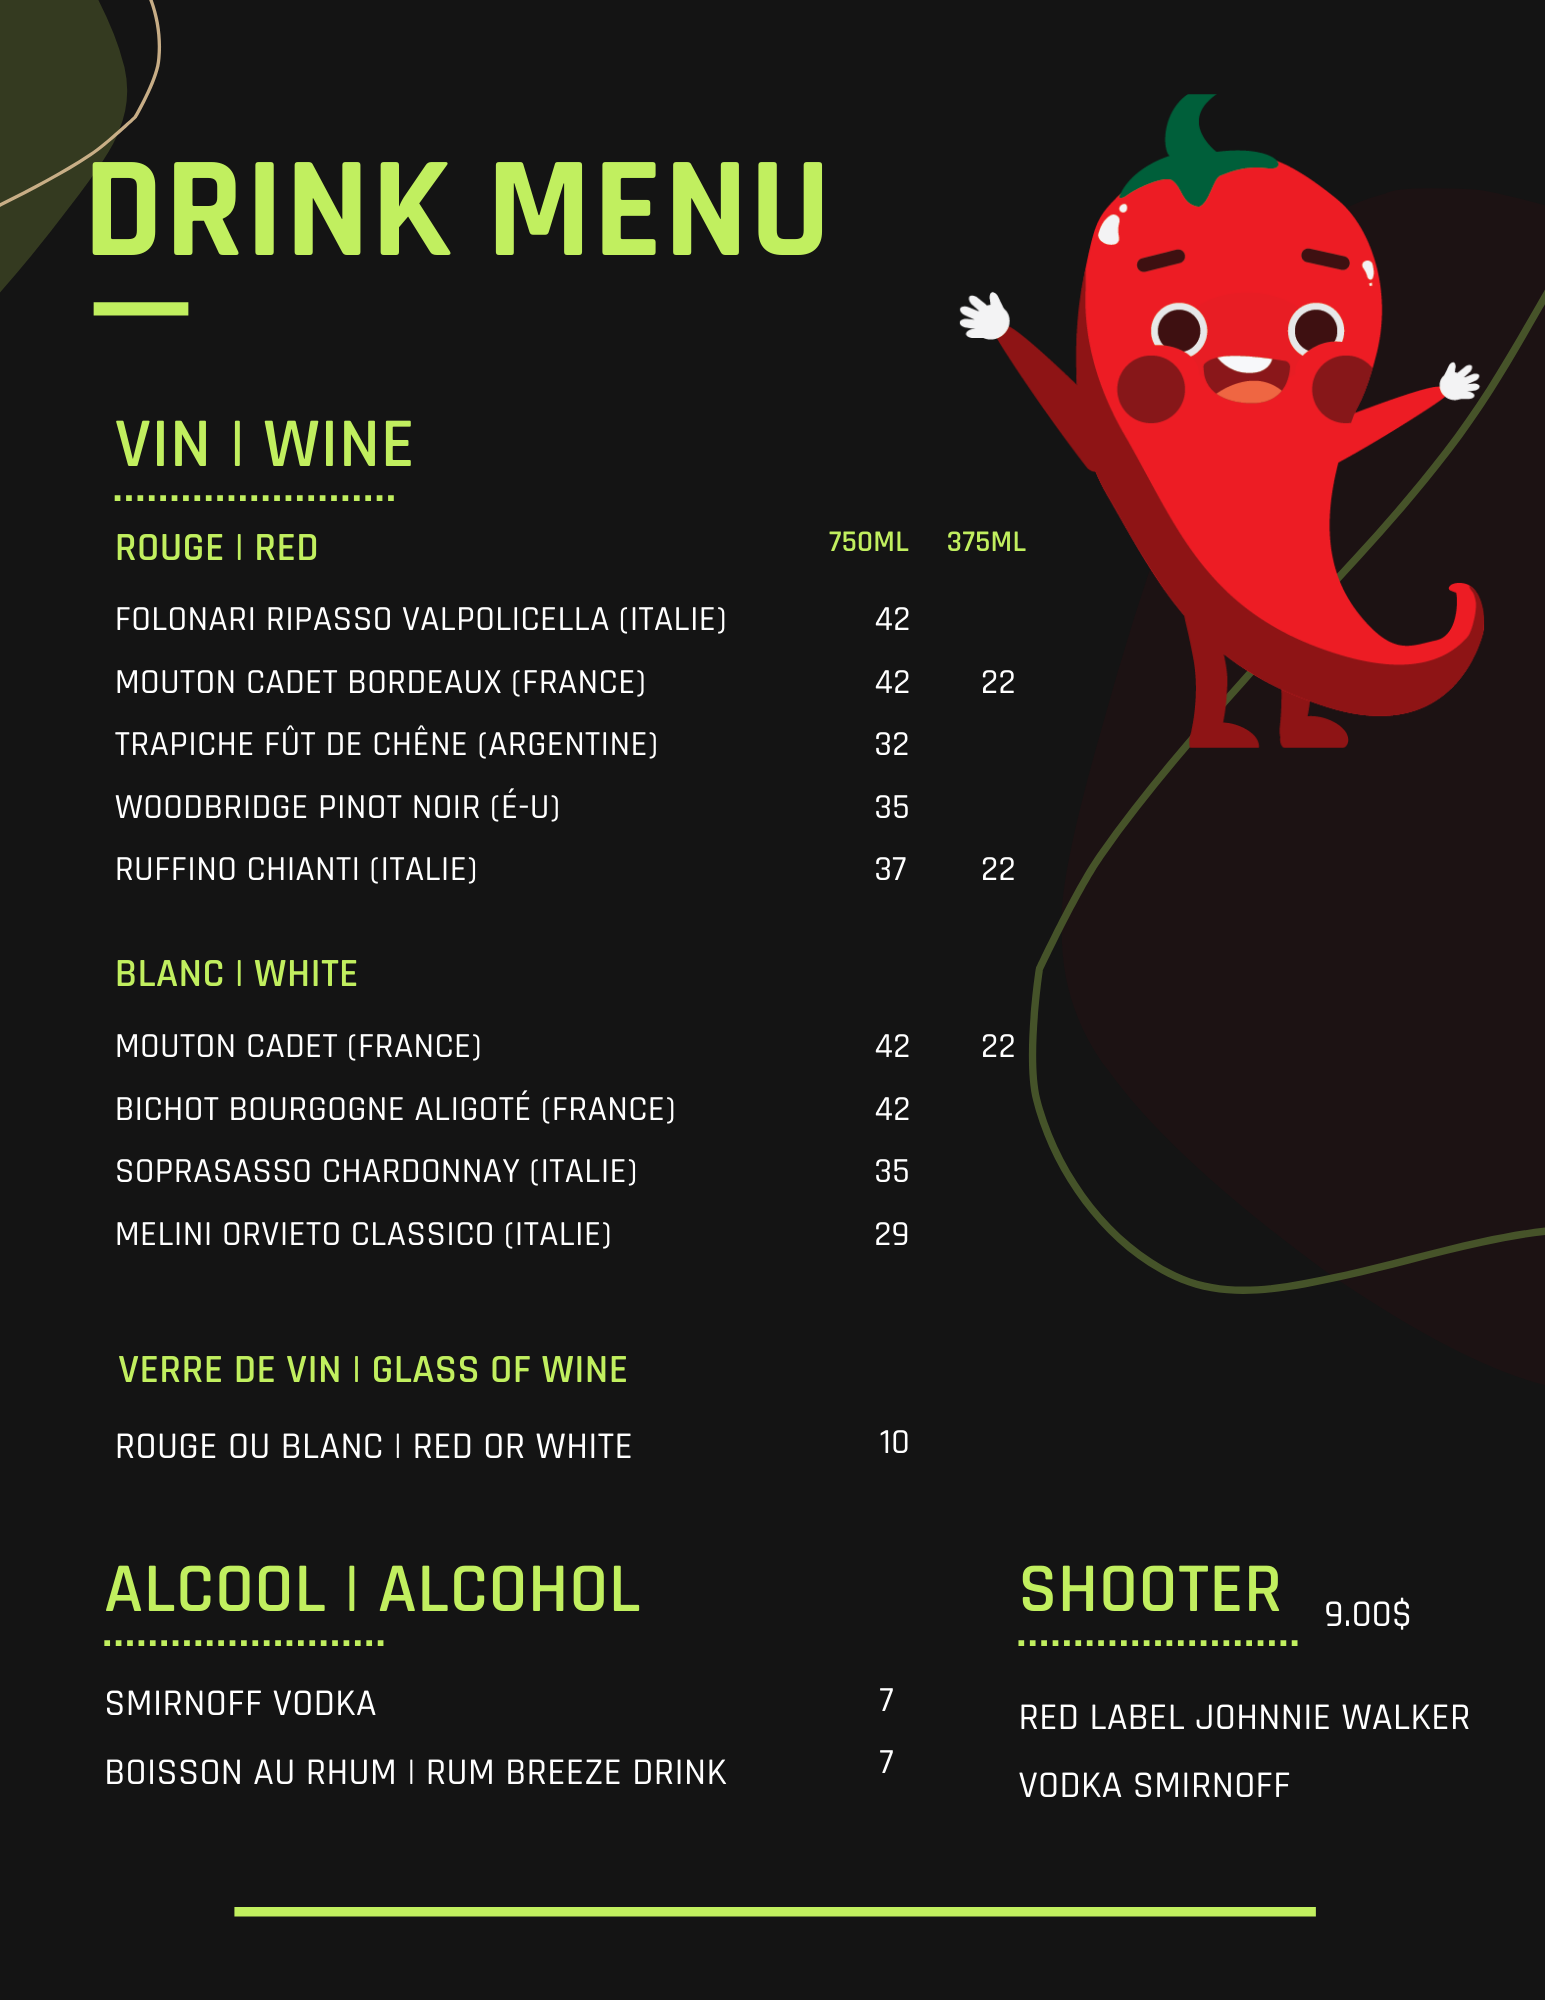 DRINK MENU
VIN | WINE
ROUGE | RED 750ML 375ML
FOLONARI RIPASSO VALPOLICELLA (ITALIE) 42
MOUTON CADET BORDEAUX (FRANCE) 42 22
TRAPICHE FÛT DE CHÊNE (ARGENTINE) 32
WOODBRIDGE PINOT NOIR (É-U) 35
RUFFINO CHIANTI (ITALIE) 37 22
BLANC | WHITE
MOUTON CADET (FRANCE) 42 22
BICHOT BOURGOGNE ALIGOTÉ (FRANCE) 42
SOPRASASSO CHARDONNAY (ITALIE) 35
MELINI ORVIETO CLASSICO (ITALIE) 29
VERRE DE VIN | GLASS OF WINE
ROUGE OU BLANC | RED OR WHITE 10
ALCOOL | ALCOHOL
SMIRNOFF VODKA 7
BOISSON AU RHUM | RUM BREEZE DRINK 7
SHOOTER 9.00$
RED LABEL JOHNNIE WALKER
VODKA SMIRNOFF